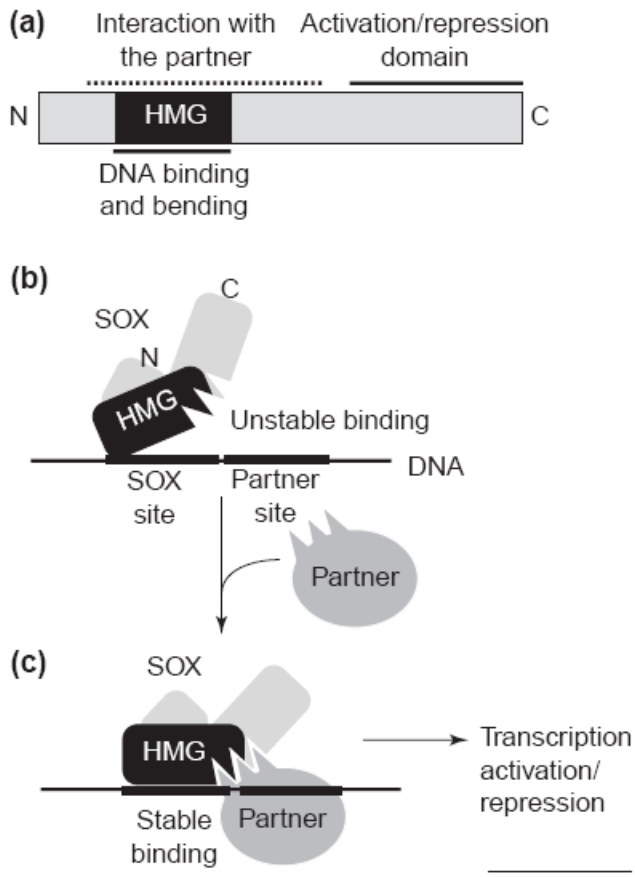 (a)
Interaction with
the partner
Activation/repression
domain
N
HMG
C
DNA binding
and bending
(b)
C
SOX
N
HMG
Unstable binding
DNA
SOX
site
Partner
site
Partner
(c)
SOX
HMG
Transcription
activation/
repression
Stable
binding
Partner